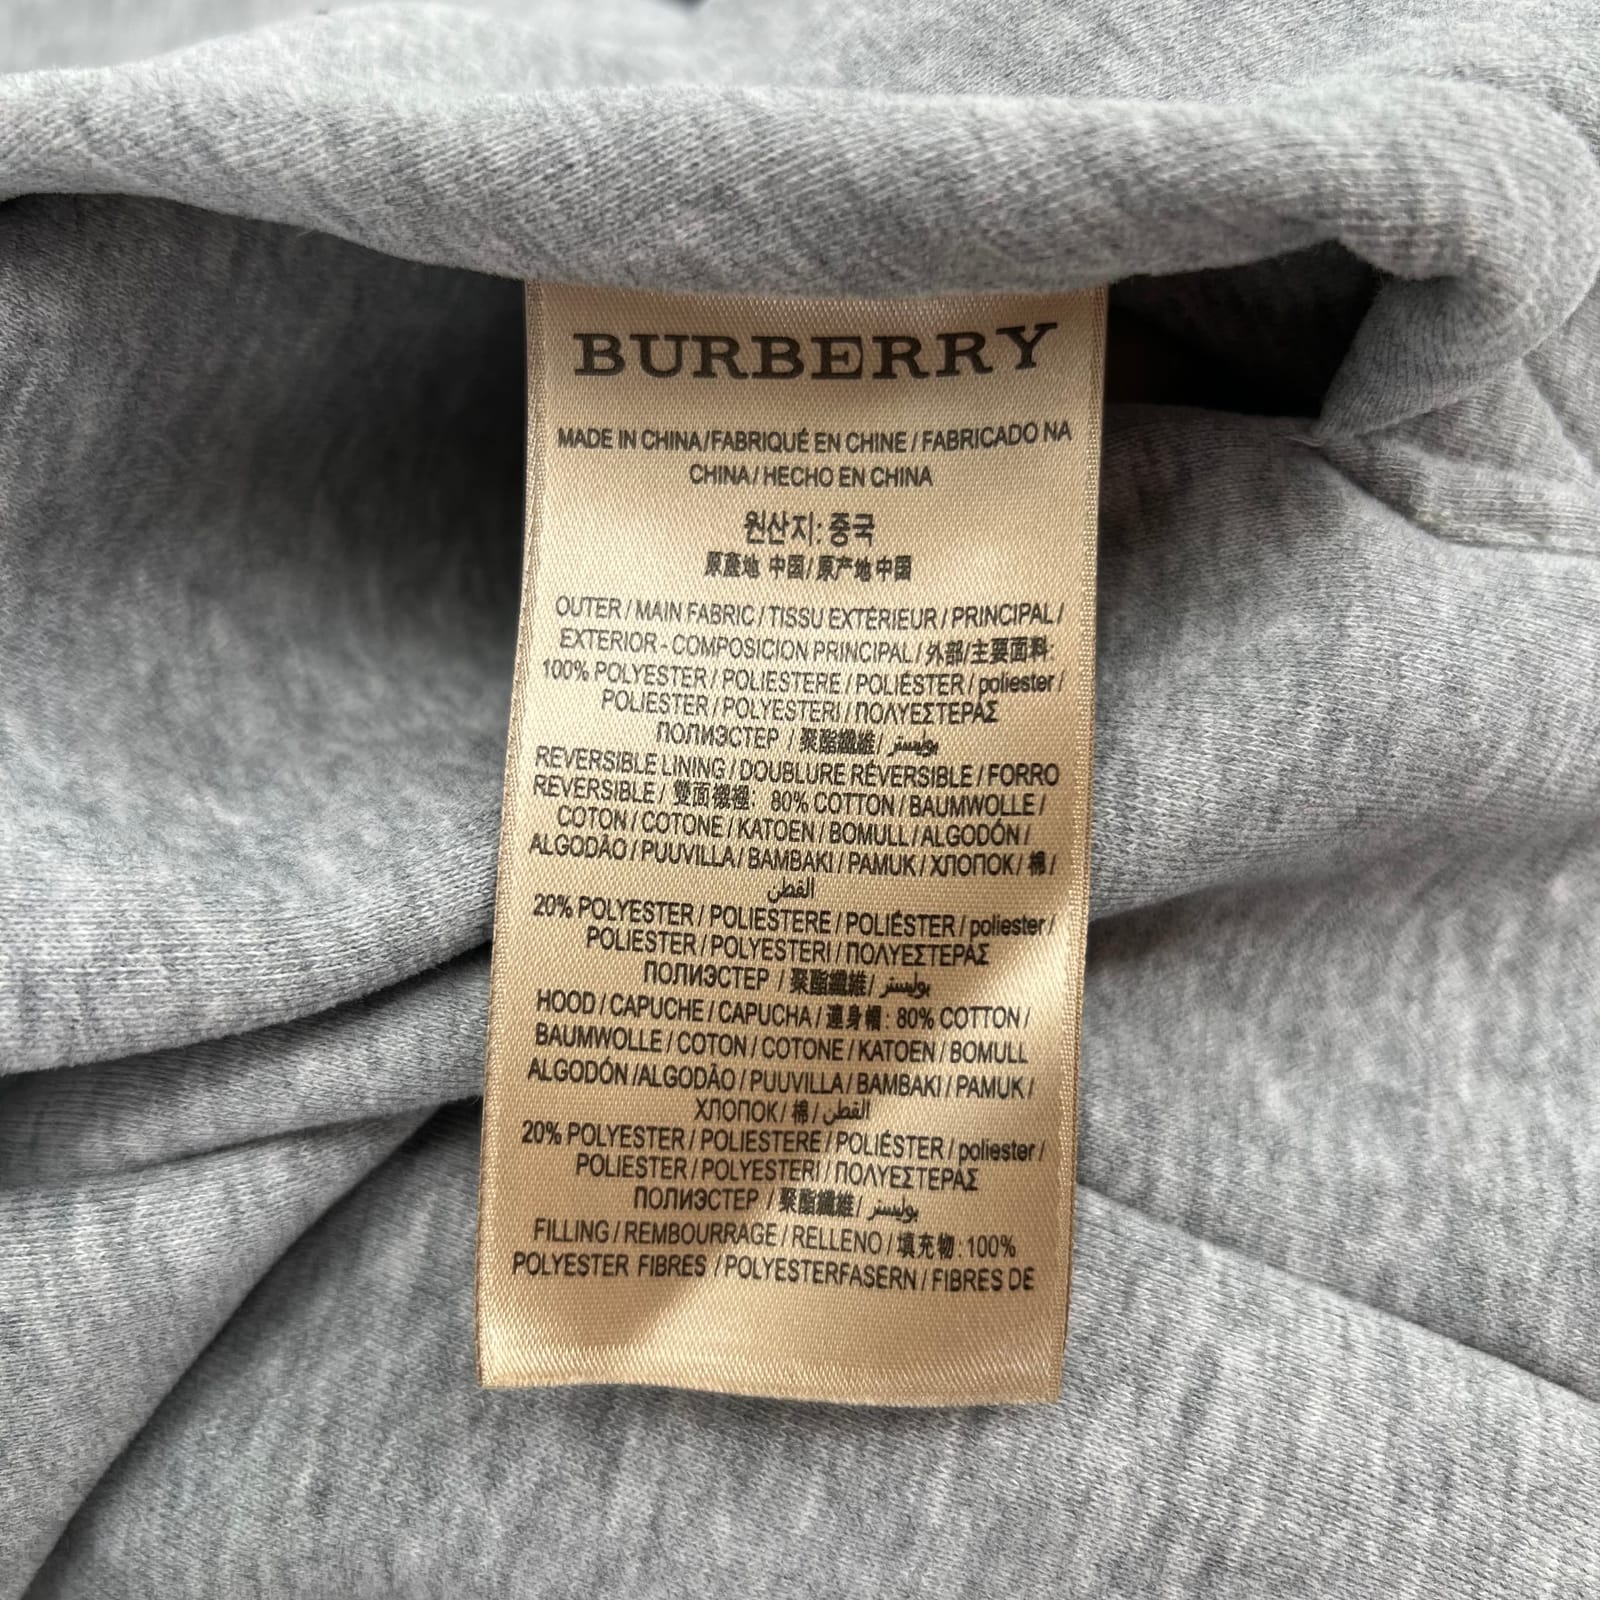 BURBERRY
MADE IN CHINA/FABRIQUÉ EN CHINE / FABRICADO NA
CHINA / HECHO EN CHINA
원산지: 중국
原產地 中国/ 原产地中国
OUTER / MAIN FABRIC / TISSU EXTÉRIEUR / PRINCIPAL /
EXTERIOR - COMPOSICION PRINCIPAL / 外部/主要面料:
100% POLYESTER / POLIESTERE / POLIÉSTER / poliester /
POLIESTER / POLYESTERI / ΠΟΛΥΕΣΤΕΡΑΣ
ПОЛИЭСТЕР / 聚酯纖維/ بوليستر
REVERSIBLE LINING / DOUBLURE RÉVERSIBLE / FORRO
REVERSIBLE / 雙面襯裡: 80% COTTON / BAUMWOLLE /
COTON / COTONE / KATOEN / BOMULL / ALGODÓN /
ALGODÃO / PUUVILLA / BAMBAKI / PAMUK / ХЛОПОК / 棉 /
القطن
20% POLYESTER / POLIESTERE / POLIÉSTER / poliester /
POLIESTER / POLYESTERI / ΠΟΛΥΕΣΤΕΡΑΣ
ПОЛИЭСТЕР / 聚酯纖維/ بوليستر
HOOD / CAPUCHE / CAPUCHA / 連身帽: 80% COTTON /
BAUMWOLLE / COTON / COTONE / KATOEN / BOMULL
ALGODÓN /ALGODÃO / PUUVILLA / BAMBAKI / PAMUK /
ХЛОПОК / 棉 / القطن
20% POLYESTER / POLIESTERE / POLIÉSTER / poliester /
POLIESTER / POLYESTERI / ΠΟΛΥΕΣΤΕΡΑΣ
ПОЛИЭСТЕР / 聚酯纖維/ بوليستر
FILLING / REMBOURRAGE / RELLENO / 填充物: 100%
POLYESTER FIBRES / POLYESTERFASERN / FIBRES DE